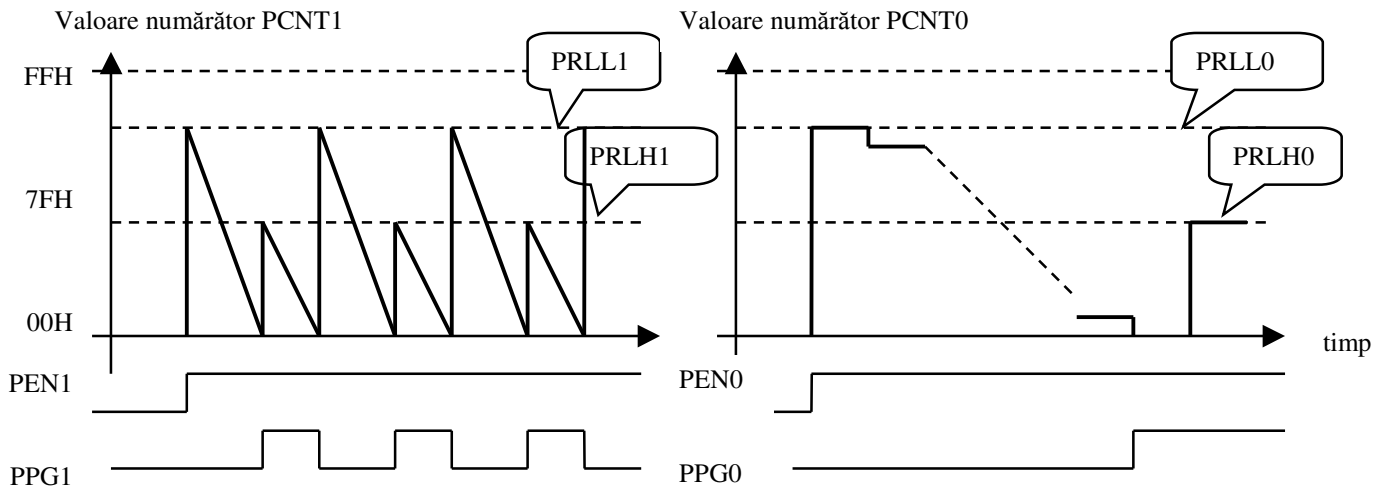 Valoare numărător PCNT1
FFH
PRLL1
PRLH1
7FH
00H
PEN1
PPG1
Valoare numărător PCNT0
PRLL0
PRLH0
timp
PEN0
PPG0